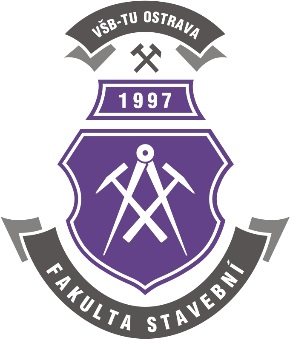 VŠB-TU OSTRAVA
1997
FAKULTA STAVEBNÍ